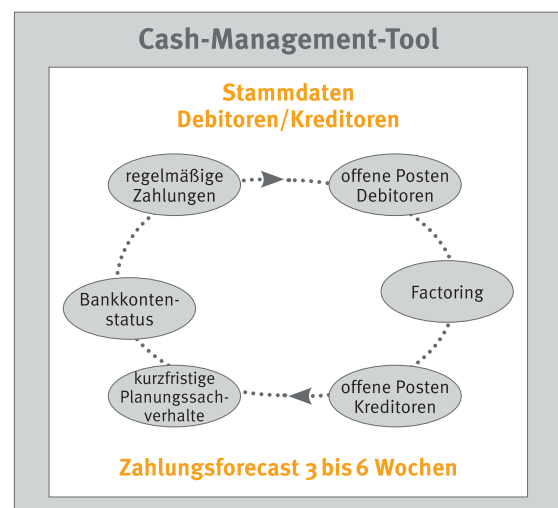 Cash-Management-Tool
Stammdaten
Debitoren/Kreditoren
regelmäßige
Zahlungen
offene Posten
Debitoren
Bankkonten-
status
Factoring
kurzfristige
Planungssach-
verhalte
offene Posten
Kreditoren
Zahlungsforecast 3 bis 6 Wochen